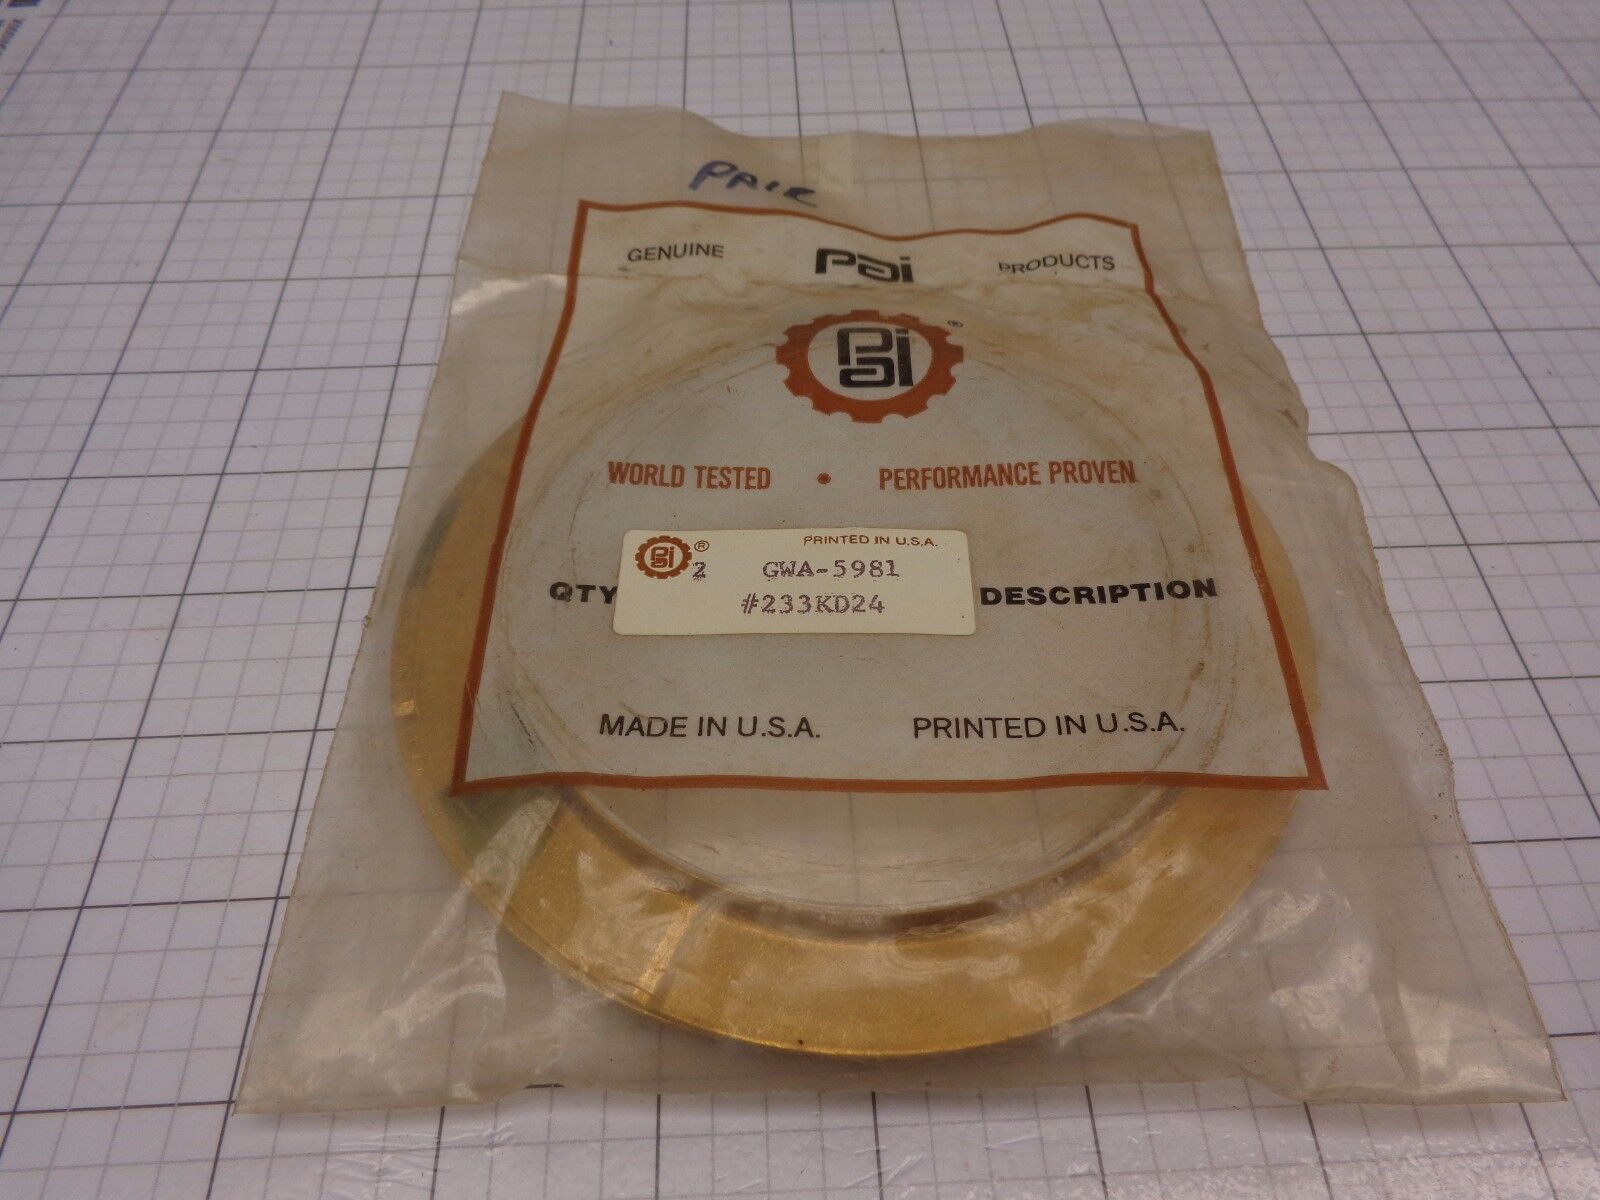 PAIR
GENUINE Pai PRODUCTS
Pai ®
WORLD TESTED • PERFORMANCE PROVEN
Pai ® PRINTED IN U.S.A.
2 GWA-5981
QTY DESCRIPTION
#233KD24
MADE IN U.S.A. PRINTED IN U.S.A.